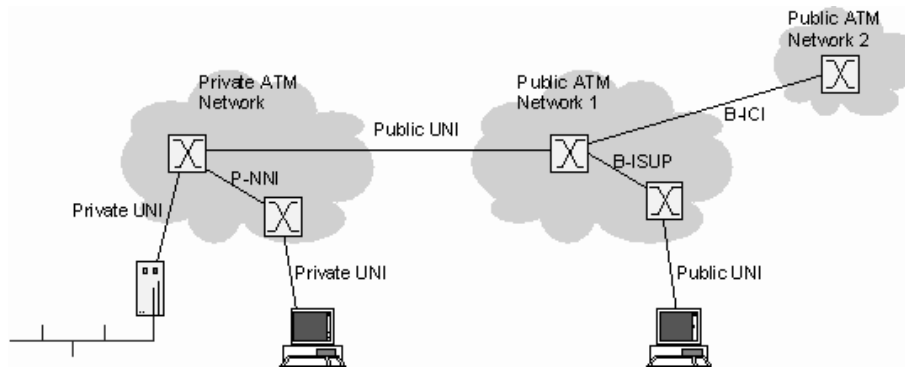 Public ATM
Network 2
Private ATM
Network
Public ATM
Network 1
B-ICI
Public UNI
B-ISUP
P-NNI
Private UNI
Private UNI
Public UNI